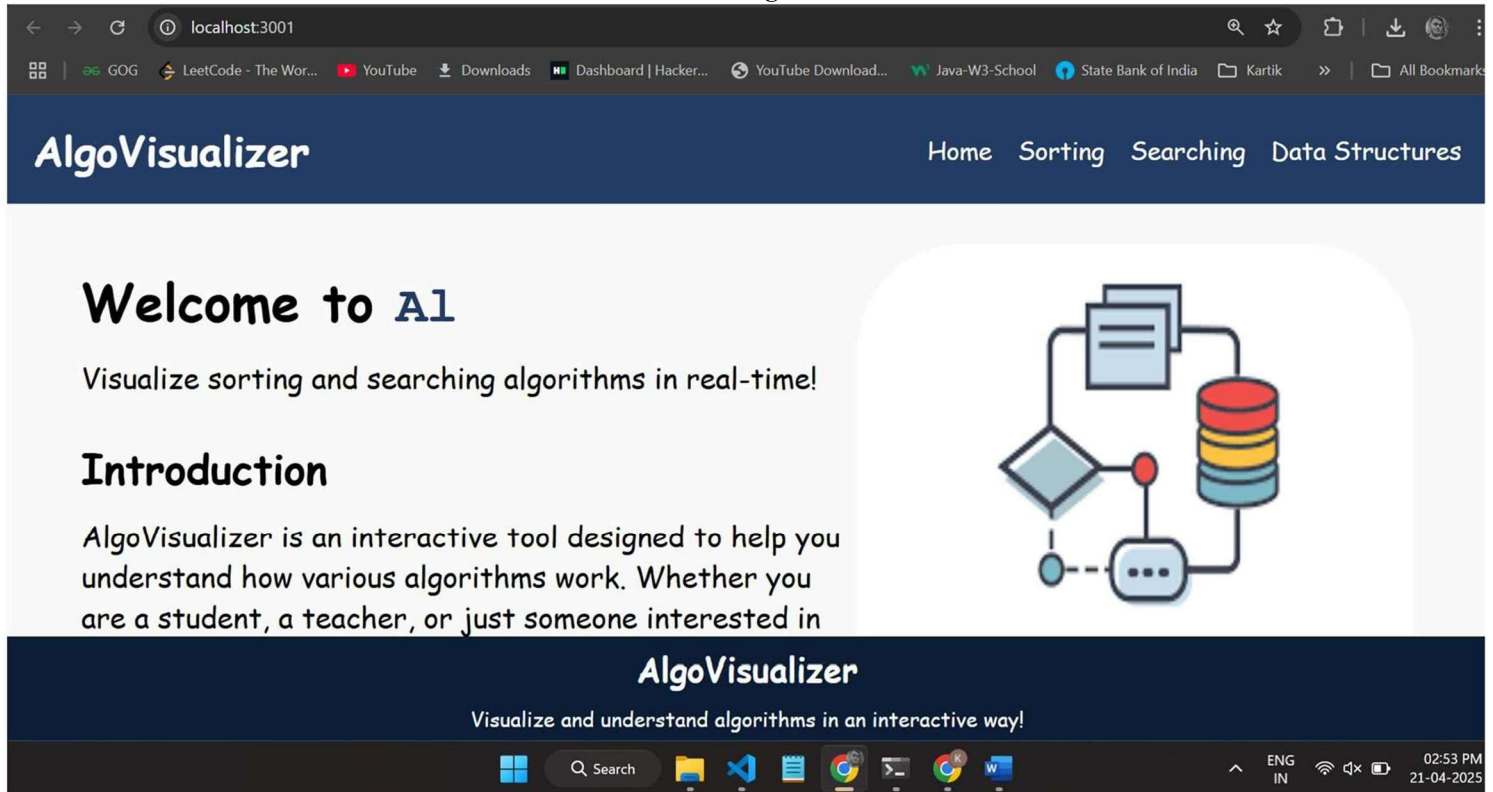 localhost:3001
GOG LeetCode - The Wor... YouTube Downloads Dashboard | Hacker... YouTube Download... Java-W3-School State Bank of India Kartik » All Bookmarks
AlgoVisualizer
Home Sorting Searching Data Structures
Welcome to Al
Visualize sorting and searching algorithms in real-time!
Introduction
AlgoVisualizer is an interactive tool designed to help you
understand how various algorithms work. Whether you
are a student, a teacher, or just someone interested in
AlgoVisualizer
Visualize and understand algorithms in an interactive way!
Search
ENG
IN
02:53 PM
21-04-2025